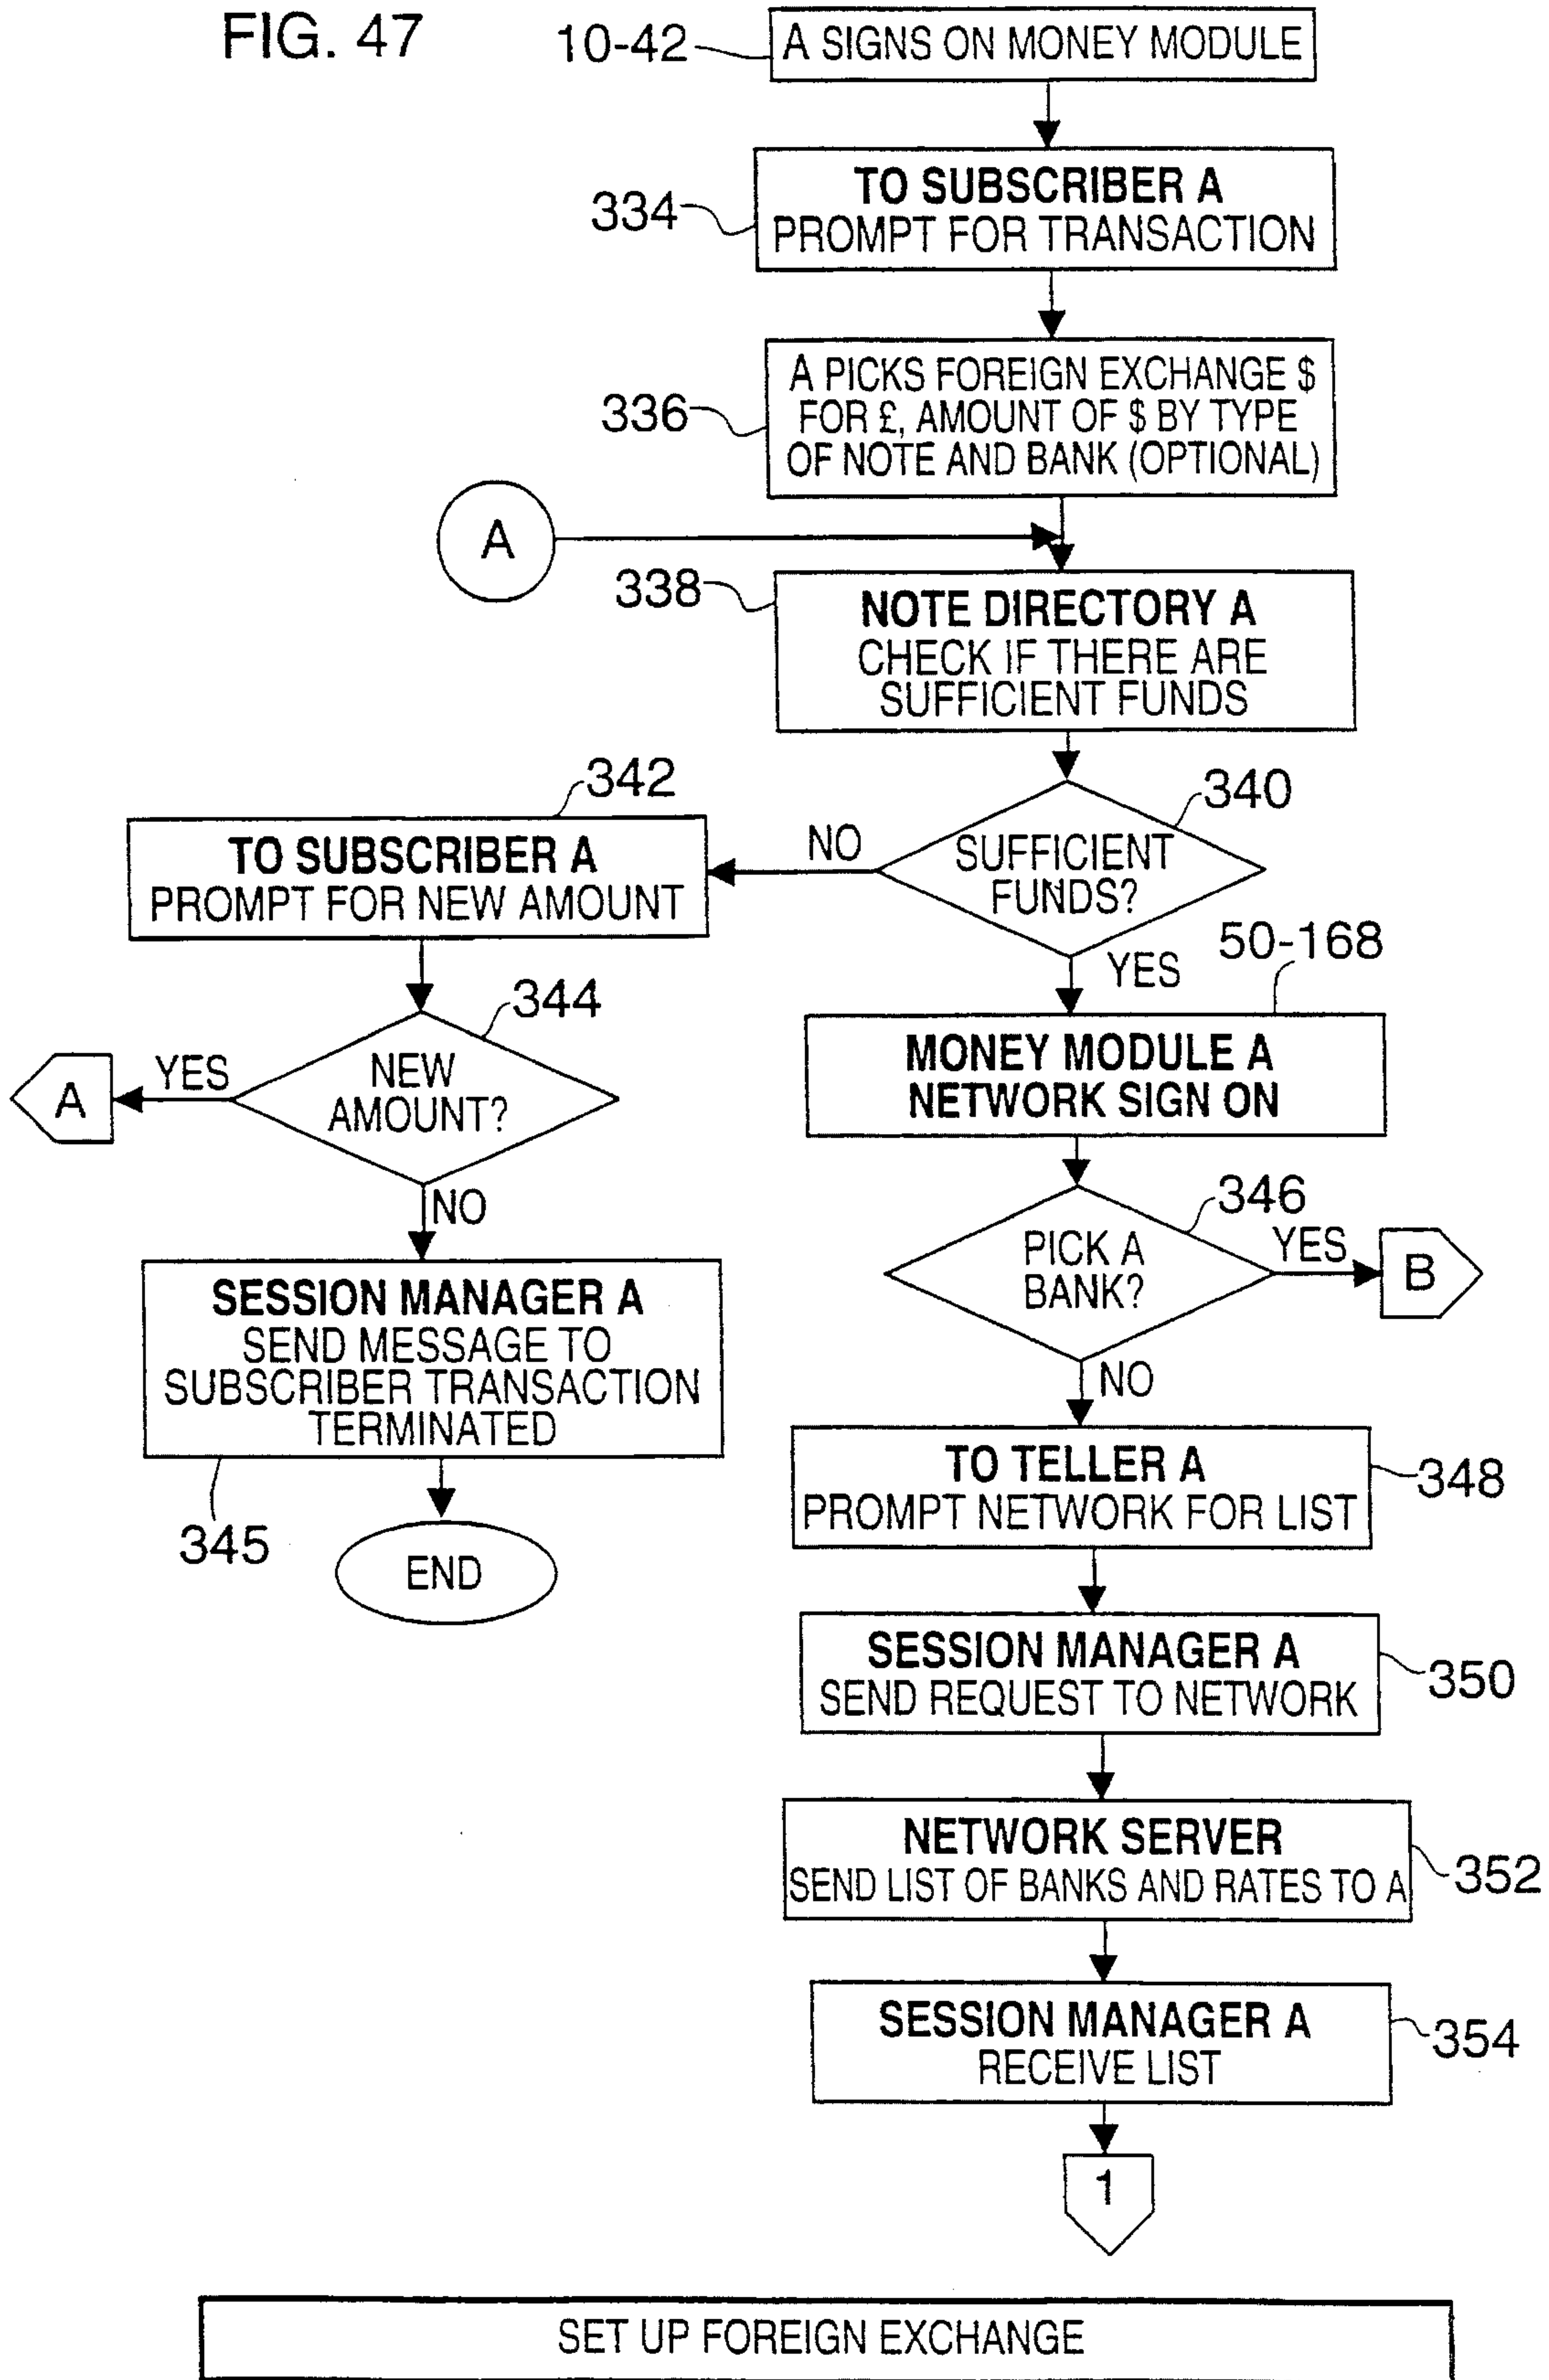 FIG. 47
10-42
A SIGNS ON MONEY MODULE
334
TO SUBSCRIBER A
PROMPT FOR TRANSACTION
336
A PICKS FOREIGN EXCHANGE $
FOR £, AMOUNT OF $ BY TYPE
OF NOTE AND BANK (OPTIONAL)
A
338
NOTE DIRECTORY A
CHECK IF THERE ARE
SUFFICIENT FUNDS
340
SUFFICIENT
FUNDS?
NO
YES
342
TO SUBSCRIBER A
PROMPT FOR NEW AMOUNT
344
NEW
AMOUNT?
YES
A
NO
SESSION MANAGER A
SEND MESSAGE TO
SUBSCRIBER TRANSACTION
TERMINATED
345
END
50-168
MONEY MODULE A
NETWORK SIGN ON
346
PICK A
BANK?
YES
B
NO
TO TELLER A
PROMPT NETWORK FOR LIST
348
SESSION MANAGER A
SEND REQUEST TO NETWORK
350
NETWORK SERVER
SEND LIST OF BANKS AND RATES TO A
352
SESSION MANAGER A
RECEIVE LIST
354
1
SET UP FOREIGN EXCHANGE